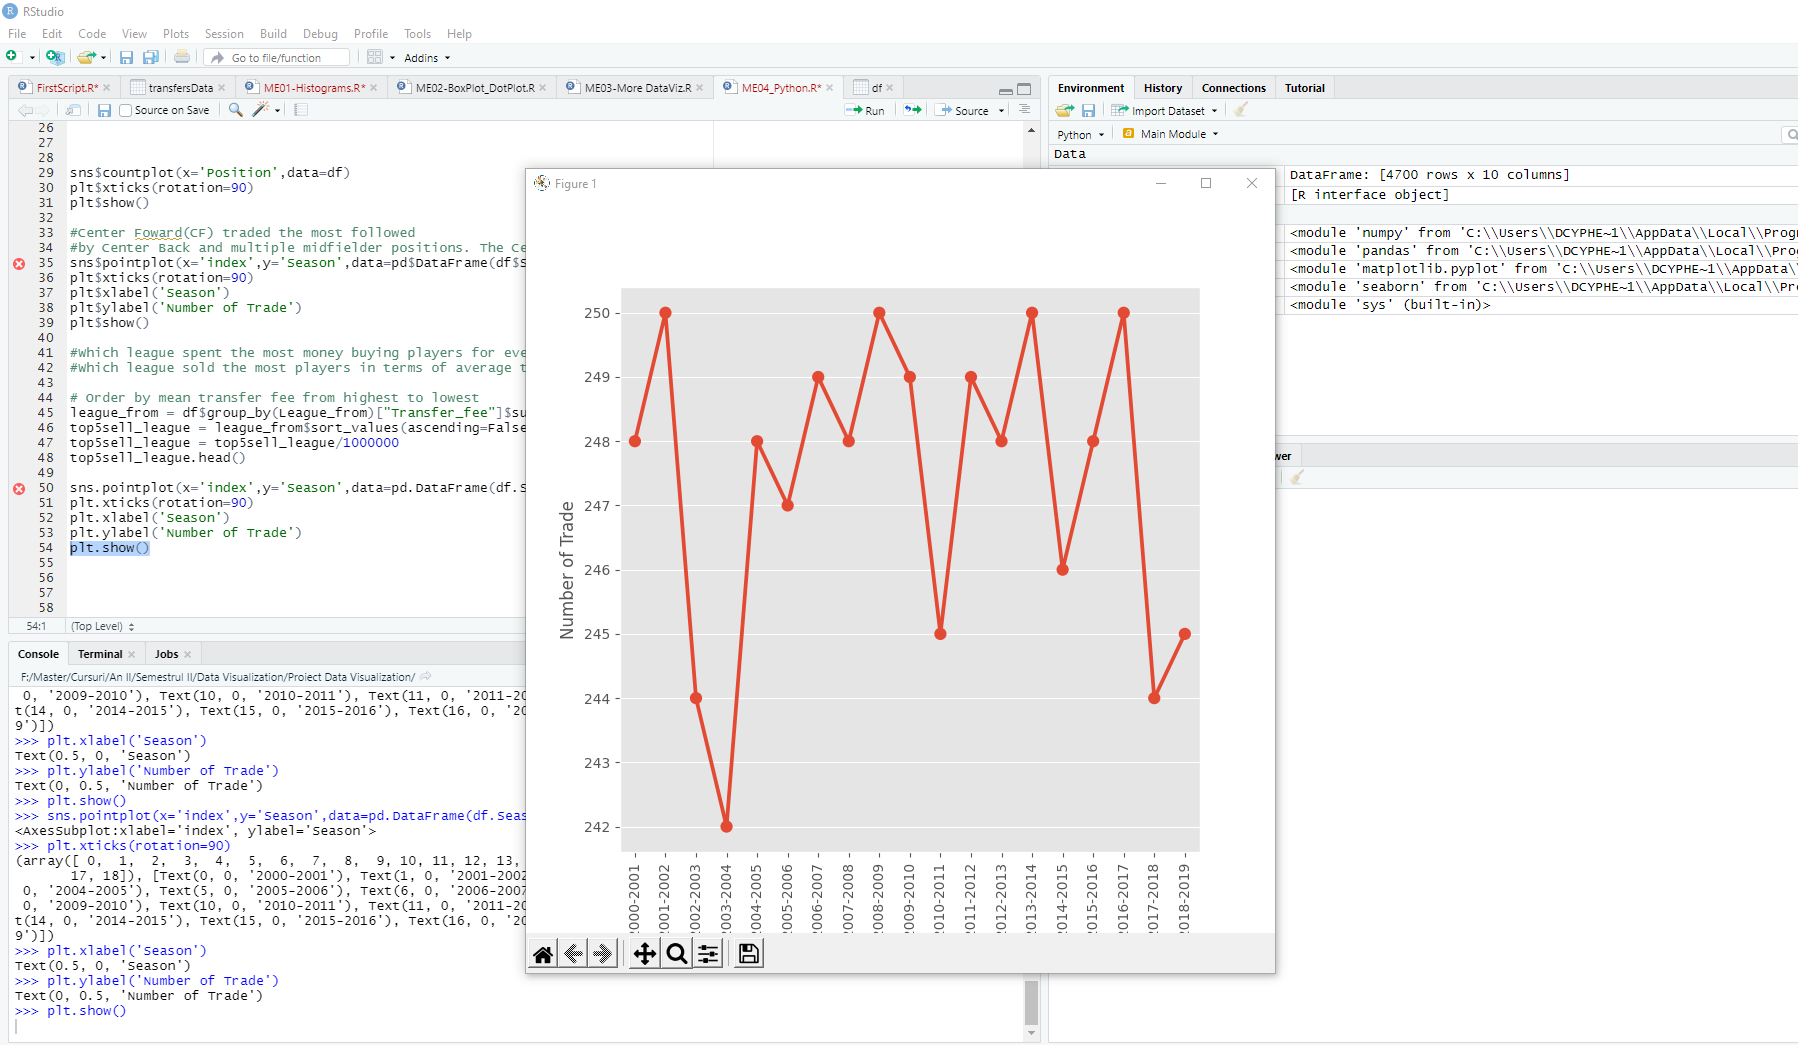 RStudio
File Edit Code View Plots Session Build Debug Profile Tools Help
Go to file/function Addins
FirstScript.R* transfersData ME01-Histograms.R* ME02-BoxPlot_DotPlot.R ME03-More DataViz.R ME04_Python.R* df
Source on Save Run Source
26
27
28
29 sns$countplot(x='Position',data=df)
30 plt$xticks(rotation=90)
31 plt$show()
32
33 #Center Foward(CF) traded the most followed
34 #by Center Back and multiple midfielder positions. The Ce
35 sns$pointplot(x='index',y='Season',data=pd$DataFrame(df$S
36 plt$xticks(rotation=90)
37 plt$xlabel('Season')
38 plt$ylabel('Number of Trade')
39 plt$show()
40
41 #Which league spent the most money buying players for eve
42 #Which league sold the most players in terms of average t
43
44 # Order by mean transfer fee from highest to lowest
45 league_from = df$group_by(League_from)["Transfer_fee"]$su
46 top5sell_league = league_from$sort_values(ascending=False
47 top5sell_league = top5sell_league/1000000
48 top5sell_league.head()
49
50 sns.pointplot(x='index',y='Season',data=pd.DataFrame(df.S
51 plt.xticks(rotation=90)
52 plt.xlabel('Season')
53 plt.ylabel('Number of Trade')
54 plt.show()
55
56
57
58
54:1 (Top Level)
Console Terminal Jobs
F:/Master/Cursuri/An II/Semestrul II/Data Visualization/Proiect Data Visualization/
0, '2009-2010'), Text(10, 0, '2010-2011'), Text(11, 0, '2011-20
t(14, 0, '2014-2015'), Text(15, 0, '2015-2016'), Text(16, 0, '20
9')])
>>> plt.xlabel('Season')
Text(0.5, 0, 'Season')
>>> plt.ylabel('Number of Trade')
Text(0, 0.5, 'Number of Trade')
>>> plt.show()
>>> sns.pointplot(x='index',y='Season',data=pd.DataFrame(df.Seas
<AxesSubplot:xlabel='index', ylabel='Season'>
>>> plt.xticks(rotation=90)
(array([ 0, 1, 2, 3, 4, 5, 6, 7, 8, 9, 10, 11, 12, 13,
17, 18]), [Text(0, 0, '2000-2001'), Text(1, 0, '2001-2002
0, '2004-2005'), Text(5, 0, '2005-2006'), Text(6, 0, '2006-2007
0, '2009-2010'), Text(10, 0, '2010-2011'), Text(11, 0, '2011-20
t(14, 0, '2014-2015'), Text(15, 0, '2015-2016'), Text(16, 0, '20
9')])
>>> plt.xlabel('Season')
Text(0.5, 0, 'Season')
>>> plt.ylabel('Number of Trade')
Text(0, 0.5, 'Number of Trade')
>>> plt.show()
Figure 1
Number of Trade
250
249
248
247
246
245
244
243
242
2000-2001
2001-2002
2002-2003
2003-2004
2004-2005
2005-2006
2006-2007
2007-2008
2008-2009
2009-2010
2010-2011
2011-2012
2012-2013
2013-2014
2014-2015
2015-2016
2016-2017
2017-2018
2018-2019
Environment History Connections Tutorial
Import Dataset
Python Main Module
Data
DataFrame: [4700 rows x 10 columns]
[R interface object]
<module 'numpy' from 'C:\\Users\\DCYPHE~1\\AppData\\Local\\Progr
<module 'pandas' from 'C:\\Users\\DCYPHE~1\\AppData\\Local\\Prog
<module 'matplotlib.pyplot' from 'C:\\Users\\DCYPHE~1\\AppData\\
<module 'seaborn' from 'C:\\Users\\DCYPHE~1\\AppData\\Local\\Pro
<module 'sys' (built-in)>
wer